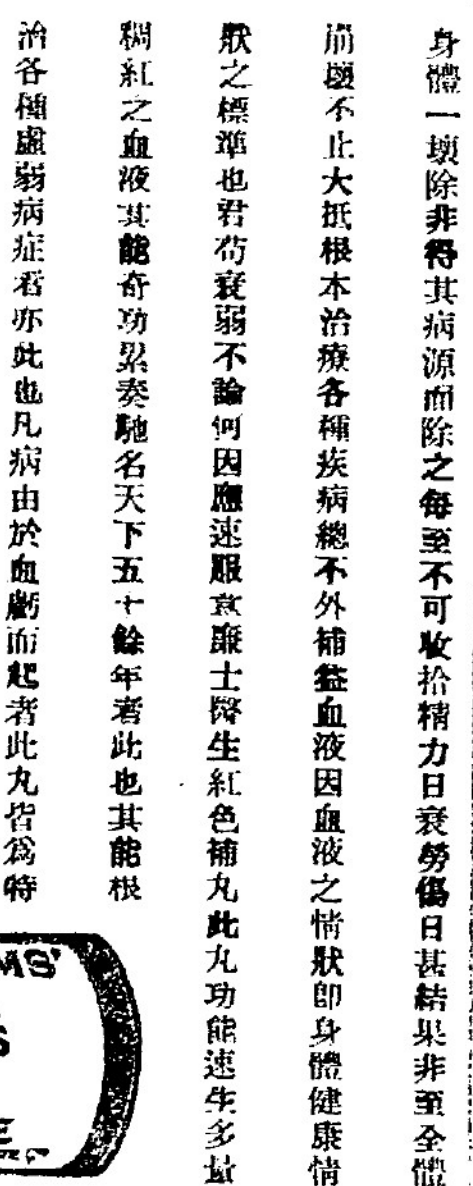 身體一壞除非得其病源而除之每至不可收拾精力日衰勞傷日甚結果非至全體
崩壞不止大抵根本治療各種疾病總不外補益血液因血液之情狀卽身體健康情
狀之標準也君苟衰弱不論何因應速服韋廉士醫生紅色補丸此丸功能速生多量
稠紅之血液其能奇功累奏馳名天下五十餘年者此也其能根
治各種虛弱病症者亦此也凡病由於血虧而起者此丸皆爲特
MS'
S
E